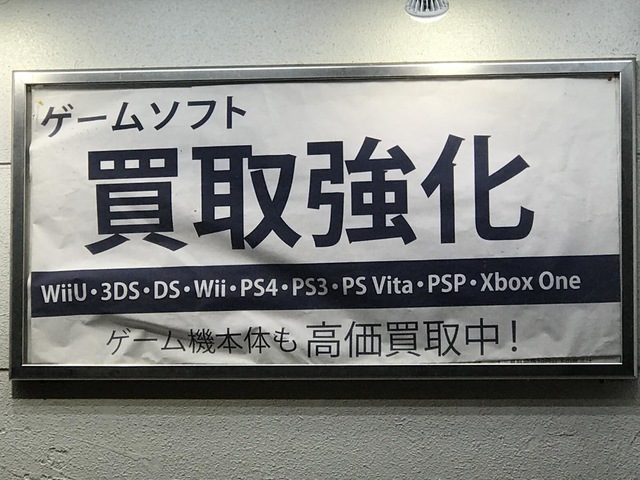 ゲームソフト
買取強化
WiiU・3DS・DS・Wii・PS4・PS3・PS Vita・PSP・Xbox One
ゲーム機本体も 高価買取中！